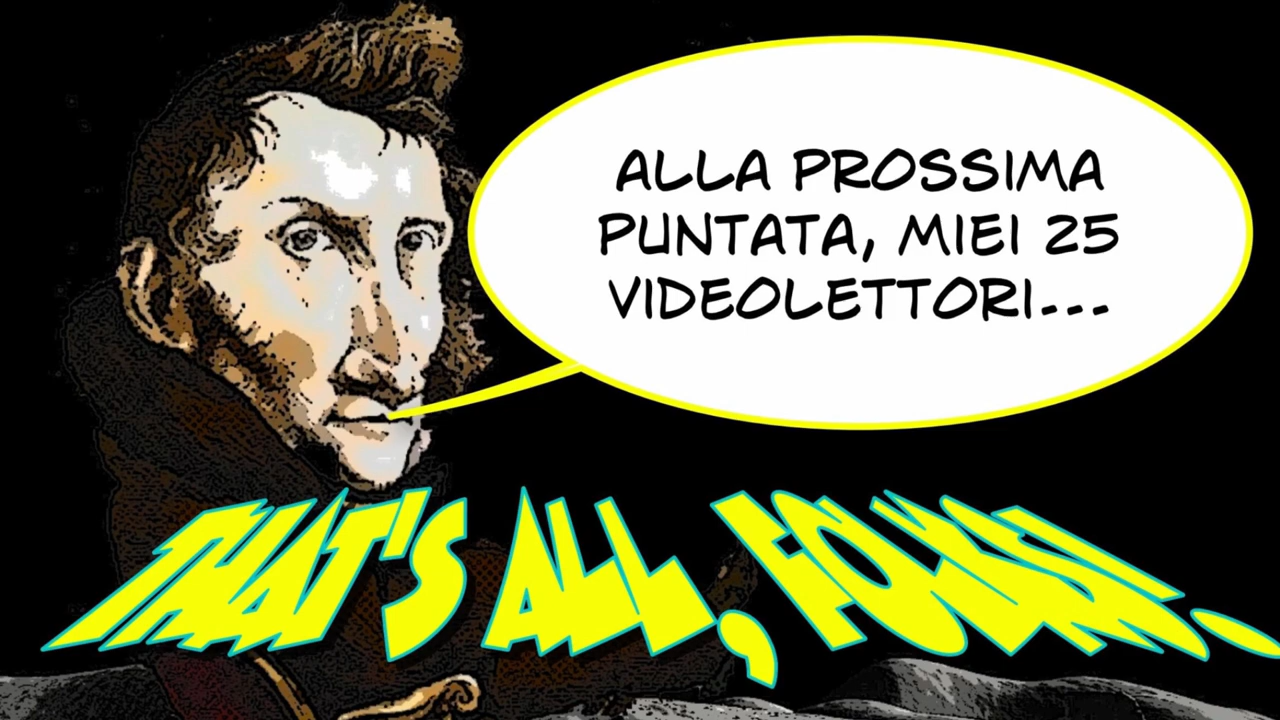 ALLA PROSSIMA
PUNTATA, MIEI 25
VIDEOLETTORI...
THAT'S ALL, FOLKS!